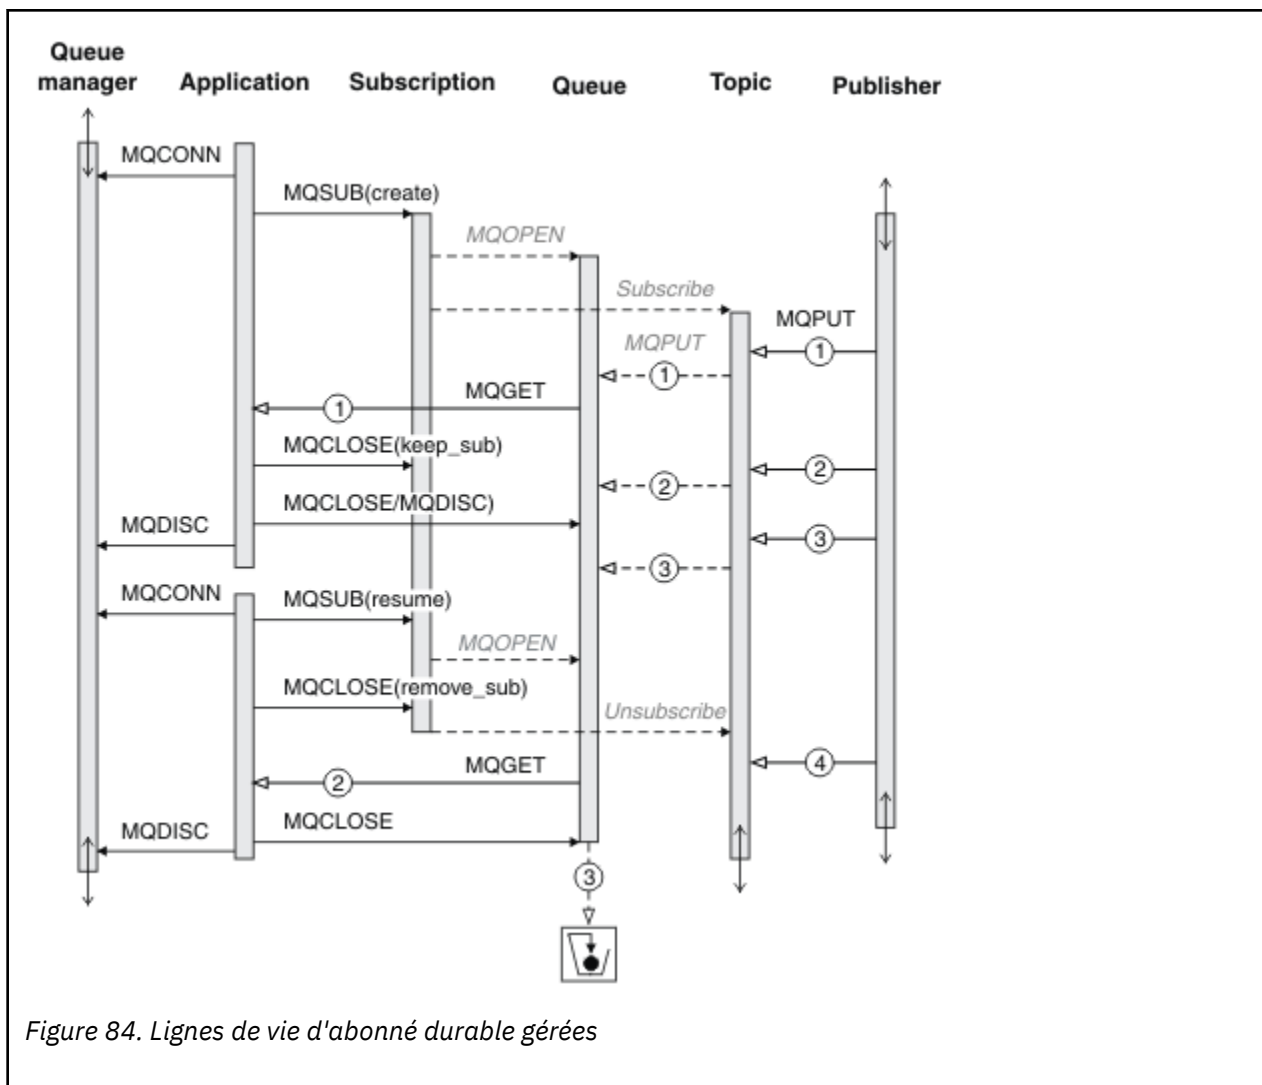 Queue
manager
Application
Subscription
Queue
Topic
Publisher
MQCONN
MQSUB(create)
MQOPEN
Subscribe
MQPUT
1
MQPUT
1
MQGET
1
MQCLOSE(keep_sub)
2
2
MQCLOSE/MQDISC)
MQDISC
3
3
MQCONN
MQSUB(resume)
MQOPEN
MQCLOSE(remove_sub)
Unsubscribe
4
MQGET
2
MQCLOSE
MQDISC
3
Figure 84. Lignes de vie d'abonné durable gérées